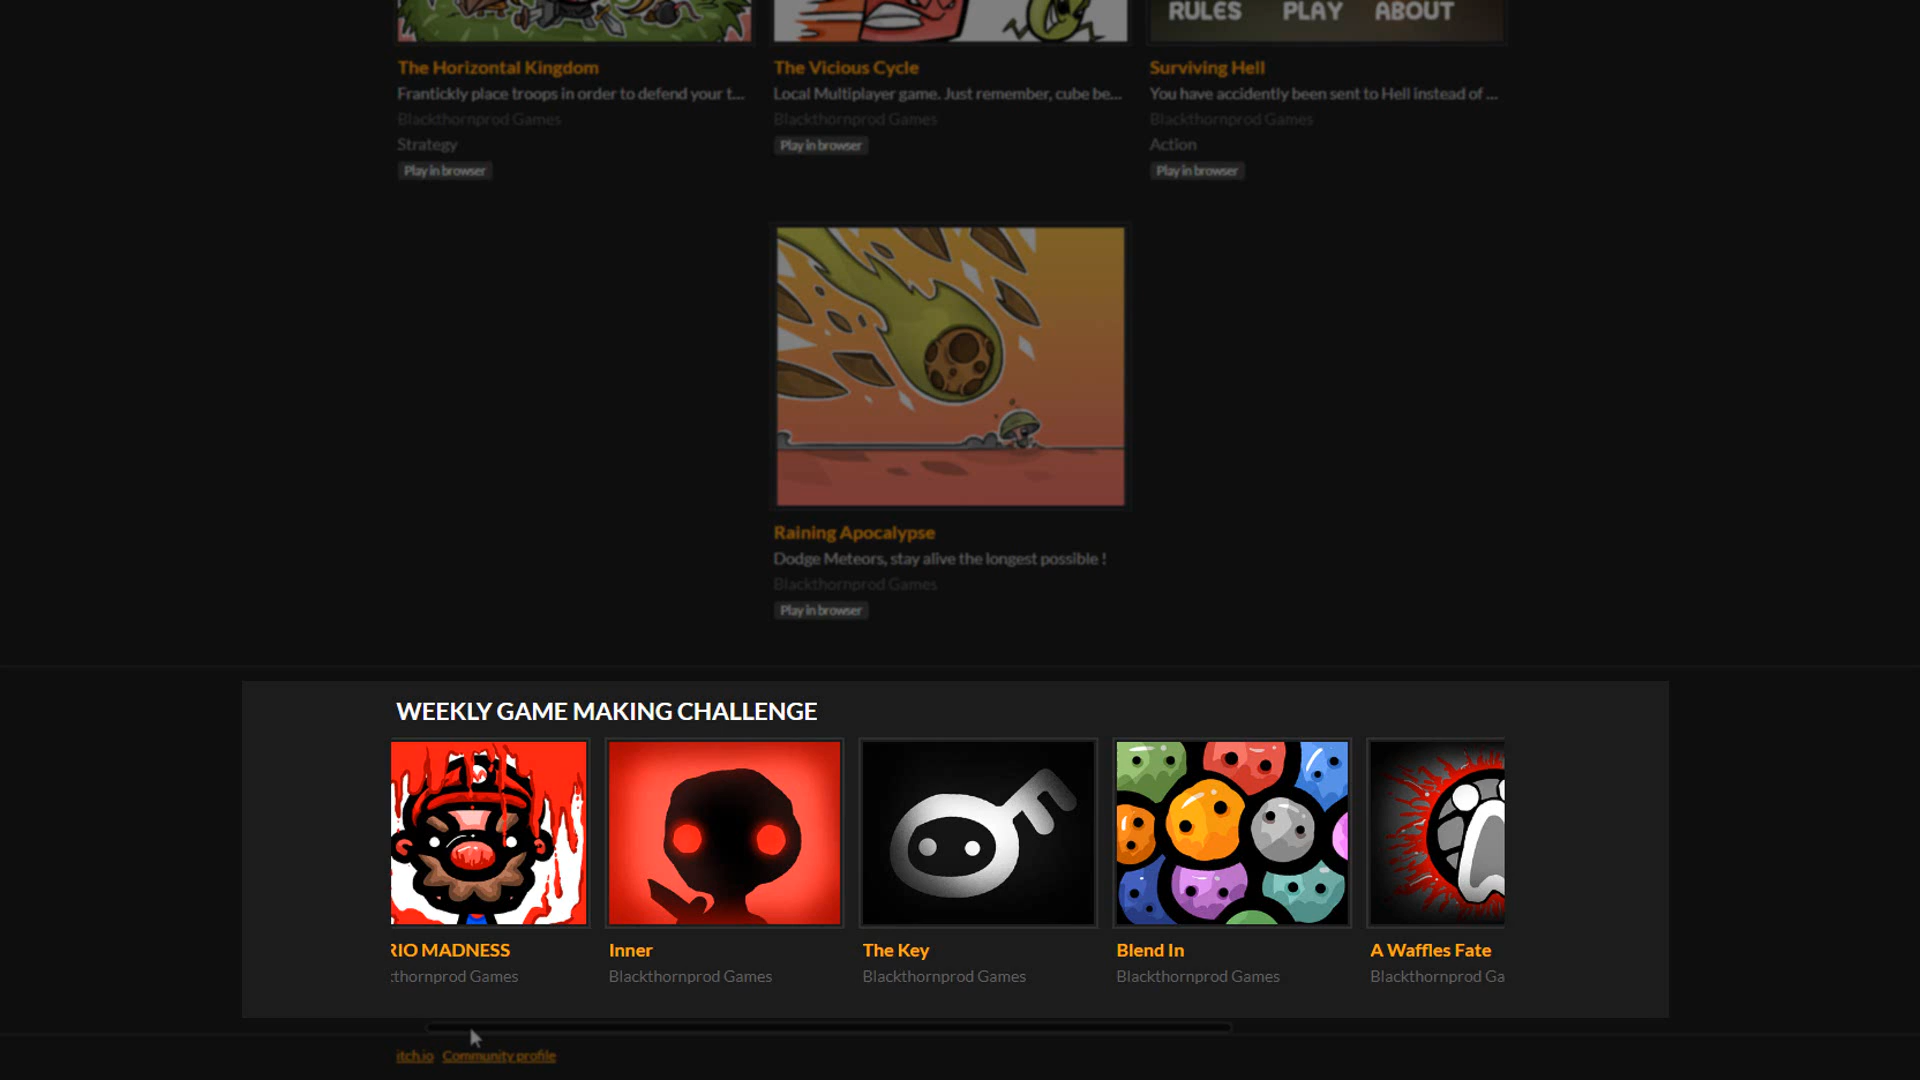 RULES PLAY ABOUT
The Horizontal Kingdom
Frantickly place troops in order to defend your t...
Blackthornprod Games
Strategy
Play in browser
The Vicious Cycle
Local Multiplayer game. Just remember, cube be...
Blackthornprod Games
Play in browser
Surviving Hell
You have accidently been sent to Hell instead of ...
Blackthornprod Games
Action
Play in browser
Raining Apocalypse
Dodge Meteors, stay alive the longest possible !
Blackthornprod Games
Play in browser
WEEKLY GAME MAKING CHALLENGE
RIO MADNESS
kthornprod Games
Inner
Blackthornprod Games
The Key
Blackthornprod Games
Blend In
Blackthornprod Games
A Waffles Fate
Blackthornprod Ga
itch.io Community profile